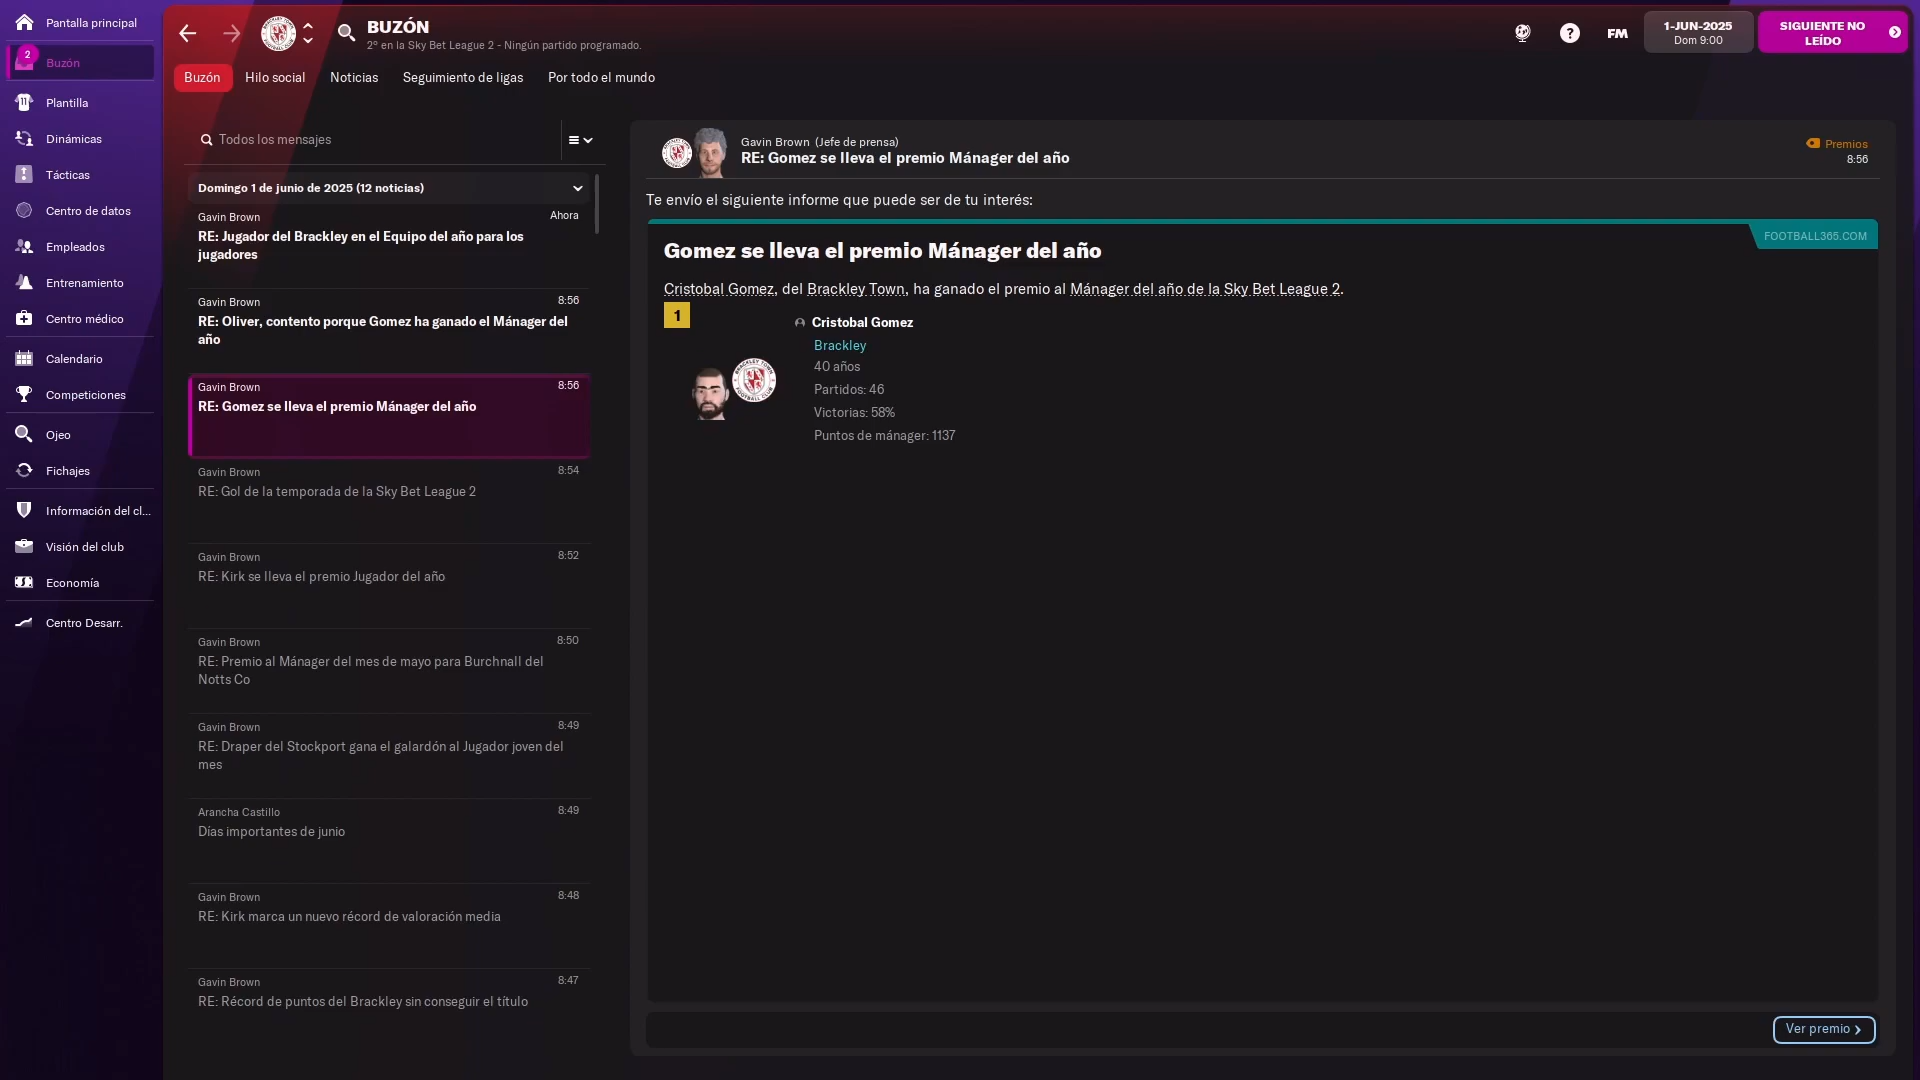 Pantalla principal
2
Buzón
Plantilla
Dinámicas
Tácticas
Centro de datos
Empleados
Entrenamiento
Centro médico
Calendario
Competiciones
Ojeo
Fichajes
Información del cl...
Visión del club
Economía
Centro Desarr.
BUZÓN
2º en la Sky Bet League 2 - Ningún partido programado.
FM
1-JUN-2025
Dom 9:00
SIGUIENTE NO
LEÍDO
Buzón
Hilo social
Noticias
Seguimiento de ligas
Por todo el mundo
Todos los mensajes
Domingo 1 de junio de 2025 (12 noticias)
Gavin Brown
Ahora
RE: Jugador del Brackley en el Equipo del año para los
jugadores
Gavin Brown
8:56
RE: Oliver, contento porque Gomez ha ganado el Mánager del
año
Gavin Brown
8:56
RE: Gomez se lleva el premio Mánager del año
Gavin Brown
8:54
RE: Gol de la temporada de la Sky Bet League 2
Gavin Brown
8:52
RE: Kirk se lleva el premio Jugador del año
Gavin Brown
8:50
RE: Premio al Mánager del mes de mayo para Burchnall del
Notts Co
Gavin Brown
8:49
RE: Draper del Stockport gana el galardón al Jugador joven del
mes
Arancha Castillo
8:49
Días importantes de junio
Gavin Brown
8:48
RE: Kirk marca un nuevo récord de valoración media
Gavin Brown
8:47
RE: Récord de puntos del Brackley sin conseguir el título
Gavin Brown (Jefe de prensa)
RE: Gomez se lleva el premio Mánager del año
Premios
8:56
Te envío el siguiente informe que puede ser de tu interés:
FOOTBALL365.COM
Gomez se lleva el premio Mánager del año
Cristobal Gomez, del Brackley Town, ha ganado el premio al Mánager del año de la Sky Bet League 2.
1
Cristobal Gomez
Brackley
40 años
Partidos: 46
Victorias: 58%
Puntos de mánager: 1137
Ver premio